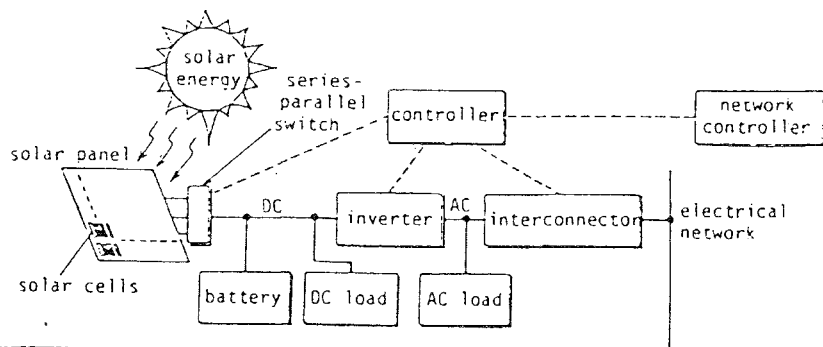 solar
energy
series-
parallel
switch
controller
network
controller
solar panel
DC
inverter
AC
interconnector
electrical
network
solar cells
battery
DC load
AC load